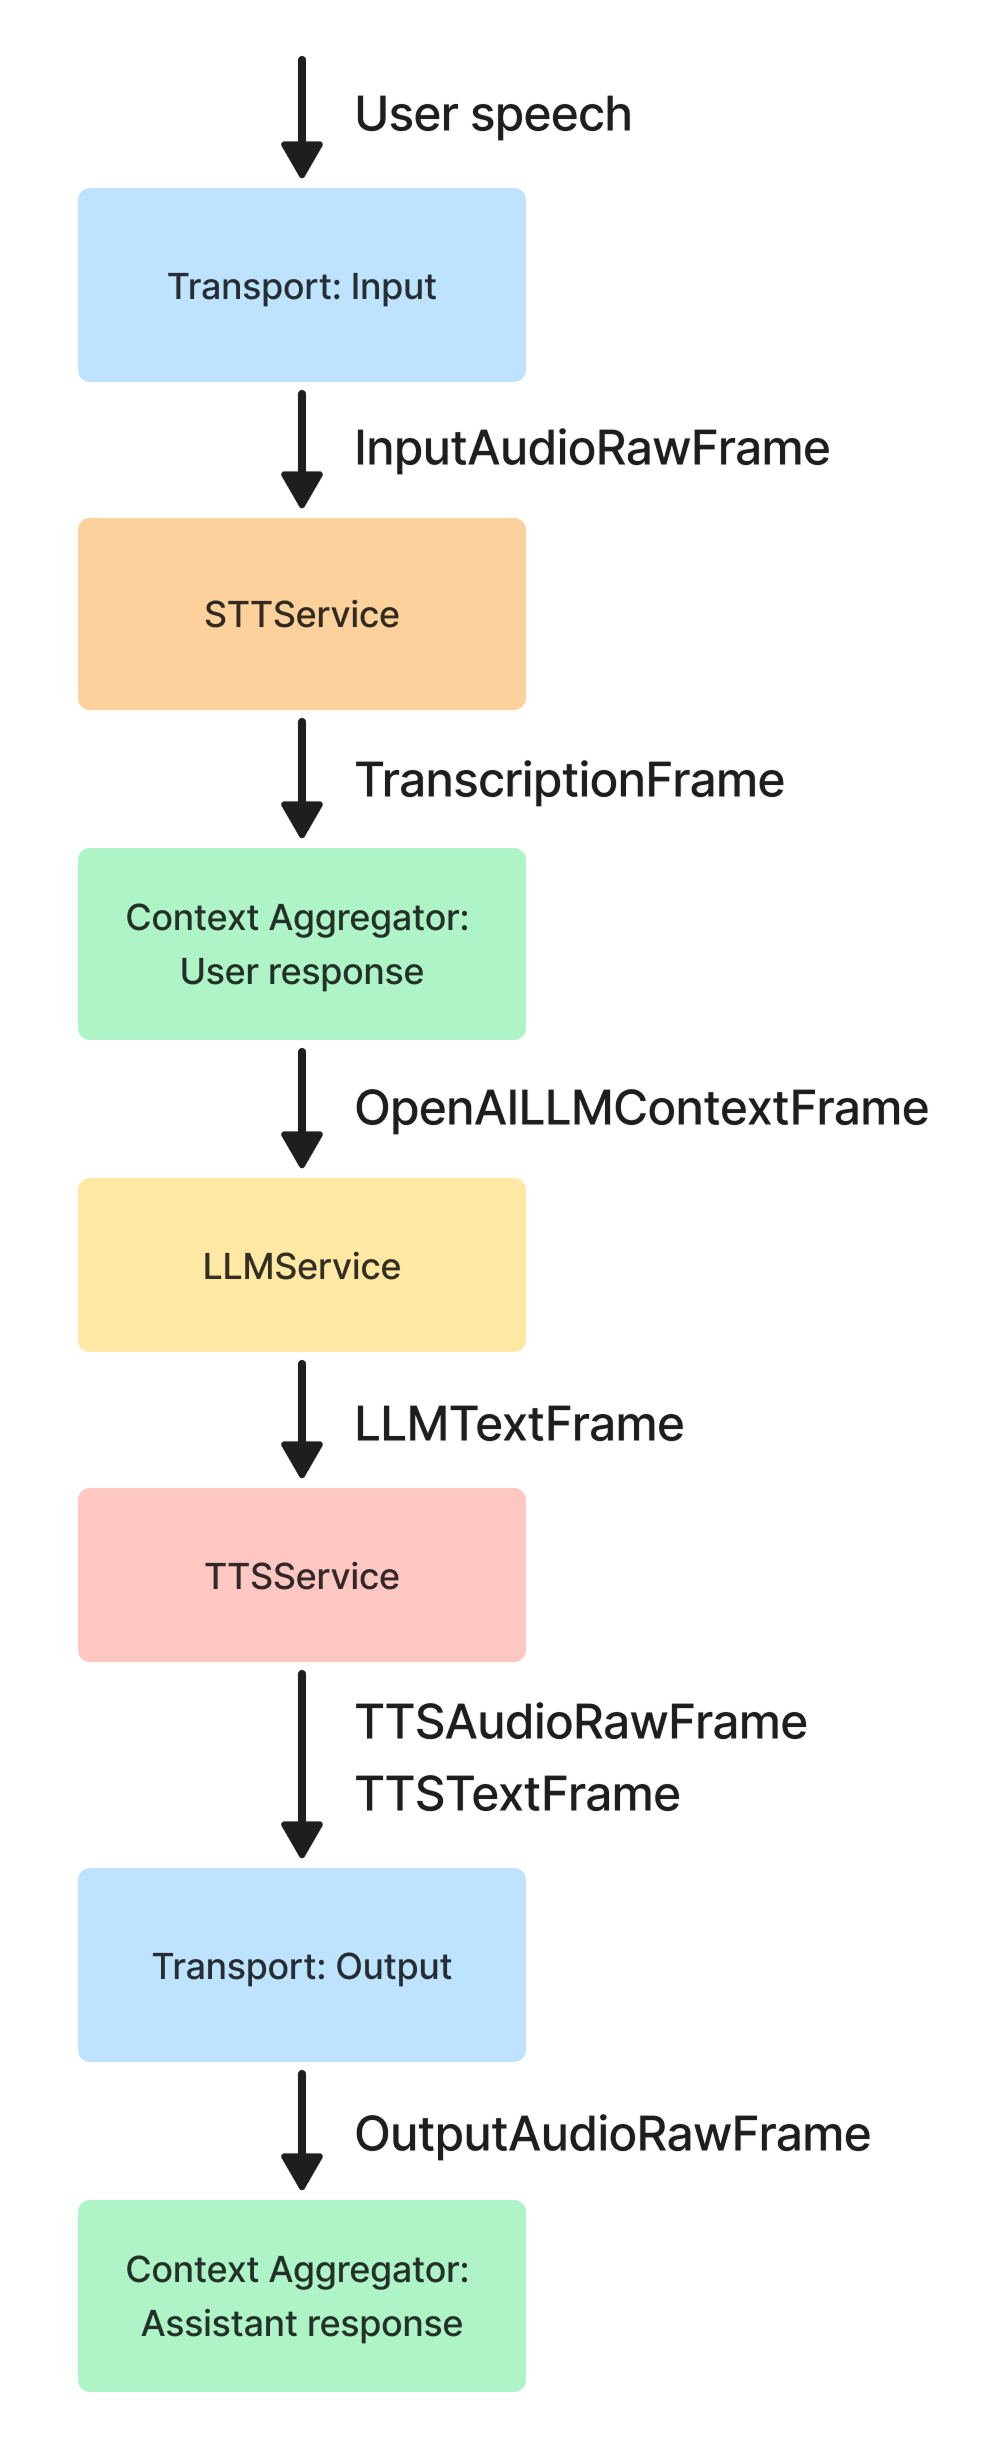 User speech
Transport: Input
InputAudioRawFrame
STTService
TranscriptionFrame
Context Aggregator:
User response
OpenAILLMContextFrame
LLMService
LLMTextFrame
TTSService
TTSAudioRawFrame
TTSTextFrame
Transport: Output
OutputAudioRawFrame
Context Aggregator:
Assistant response